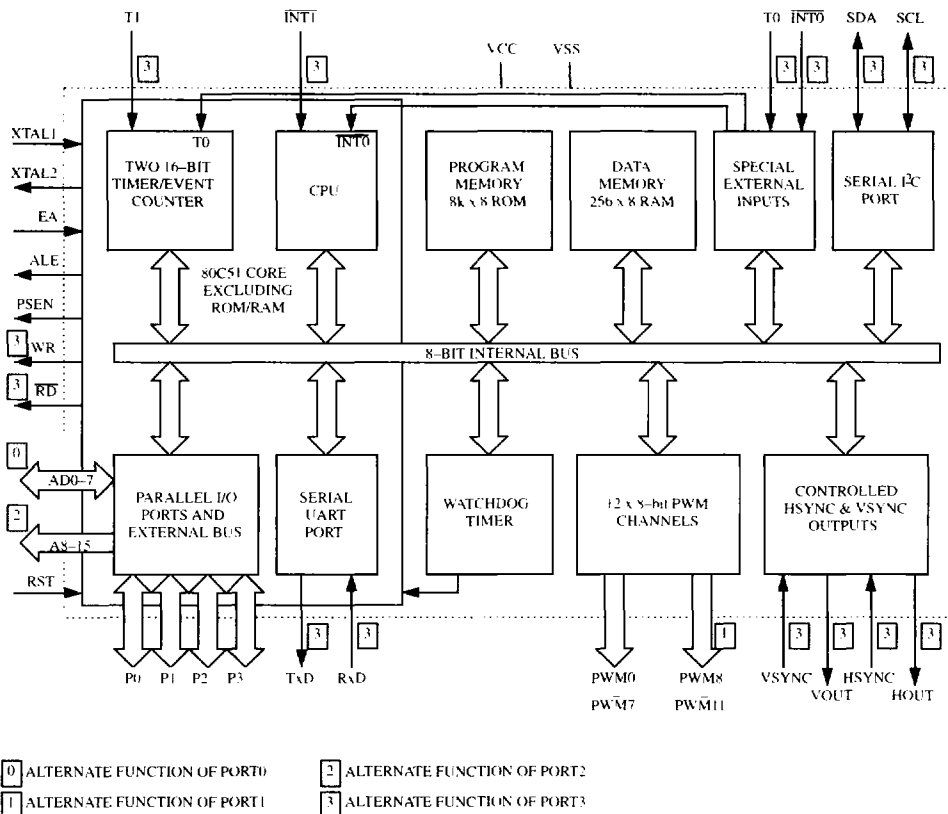 T1
INT1
VCC
VSS
T0
INT0
SDA
SCL
3
3
3
3
3
3
XTAL1
XTAL2
EA
ALE
PSEN
3
WR
3
RD
T0
TWO 16–BIT
TIMER/EVENT
COUNTER
INT0
CPU
PROGRAM
MEMORY
8k x 8 ROM
DATA
MEMORY
256 x 8 RAM
SPECIAL
EXTERNAL
INPUTS
SERIAL I²C
PORT
80C51 CORE
EXCLUDING
ROM/RAM
8–BIT INTERNAL BUS
0
AD0–7
2
A8–15
RST
PARALLEL I/O
PORTS AND
EXTERNAL BUS
SERIAL
UART
PORT
WATCHDOG
TIMER
12 x 8–bit PWM
CHANNELS
CONTROLLED
HSYNC & VSYNC
OUTPUTS
3
3
1
3
3
3
3
P0
P1
P2
P3
TxD
RxD
PWM0
–
PWM7
PWM8
–
PWM11
VSYNC
VOUT
HSYNC
HOUT
0 ALTERNATE FUNCTION OF PORT0
2 ALTERNATE FUNCTION OF PORT2
1 ALTERNATE FUNCTION OF PORT1
3 ALTERNATE FUNCTION OF PORT3